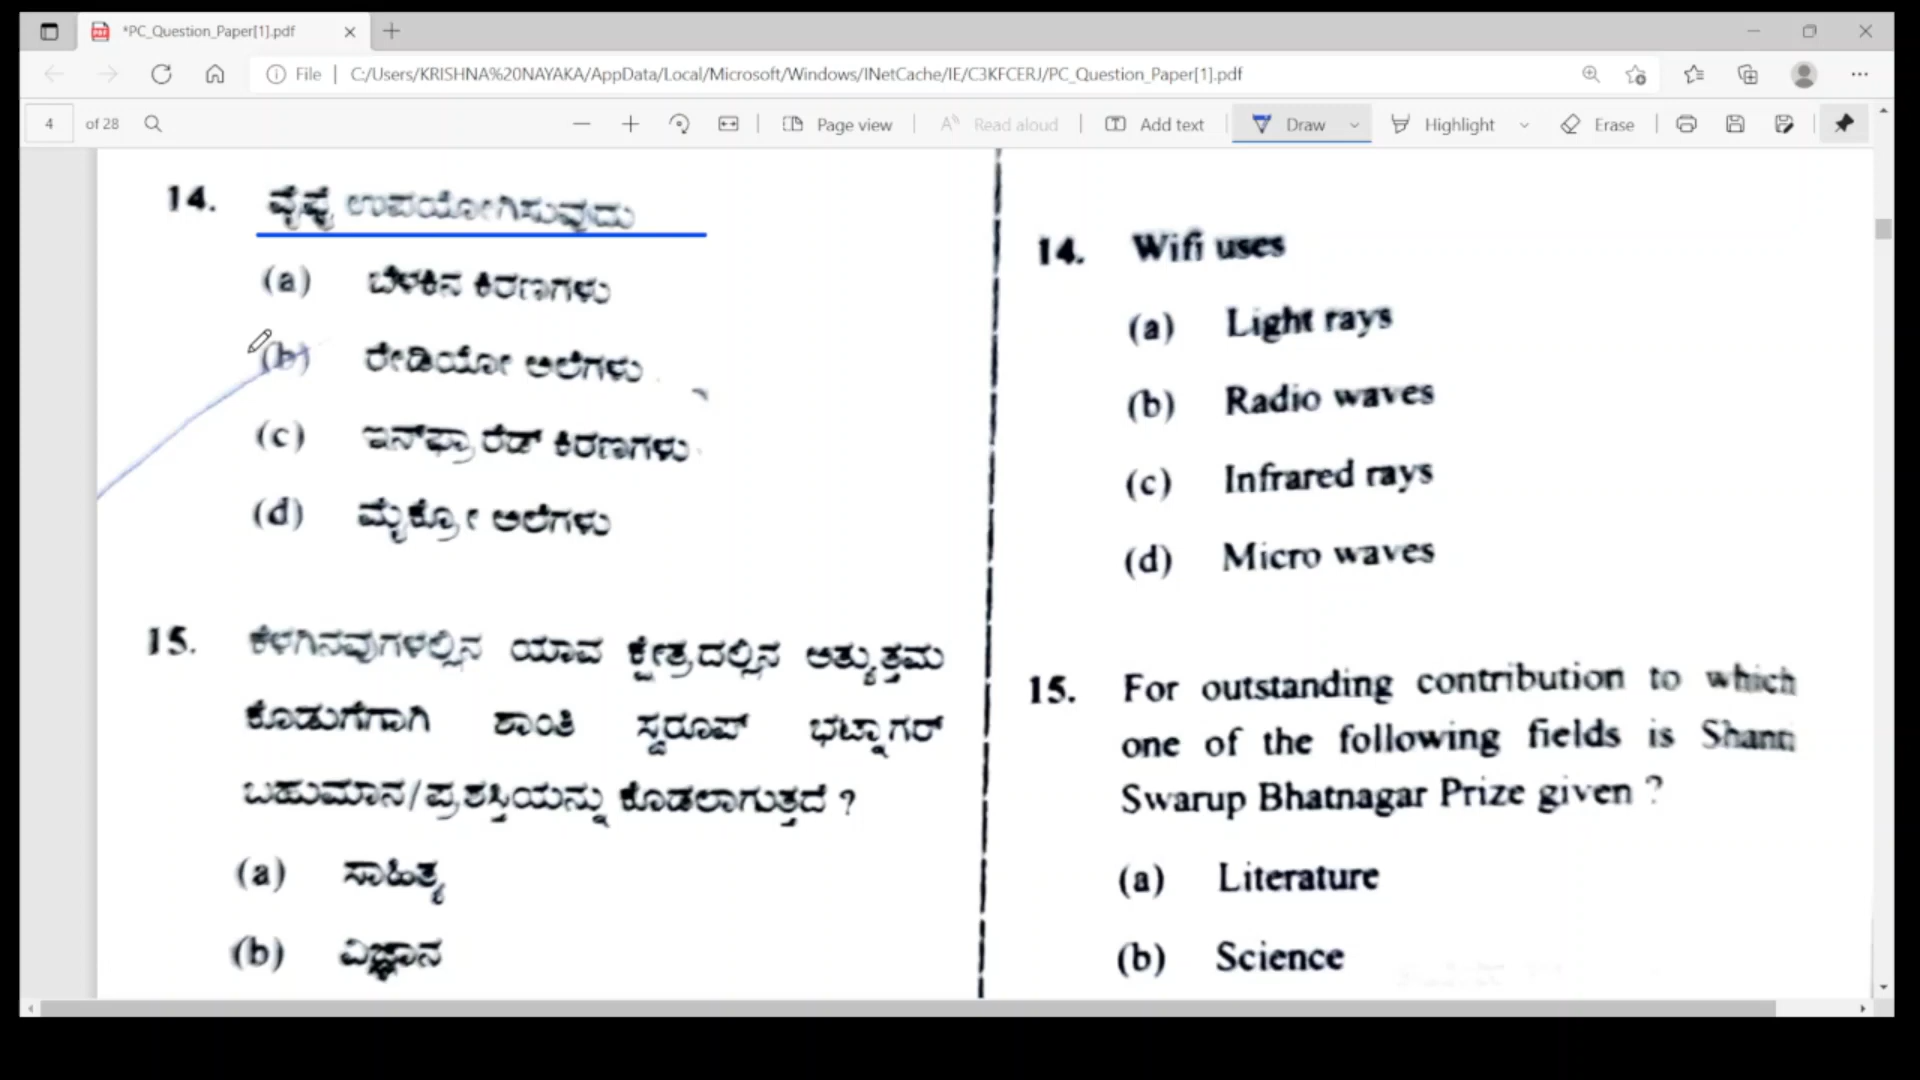 *PC_Question_Paper[1].pdf
File C:/Users/KRISHNA%20NAYAKA/AppData/Local/Microsoft/Windows/INetCache/IE/C3KFCERJ/PC_Question_Paper[1].pdf
4 of 28 Page view Read aloud Add text Draw Highlight Erase
14. ವೈಫೈ ಉಪಯೋಗಿಸುವುದು
(a) ಬೆಳಕಿನ ಕಿರಣಗಳು
(b) ರೇಡಿಯೋ ಅಲೆಗಳು
(c) ಇನ್‌ಫ್ರಾ ರೆಡ್ ಕಿರಣಗಳು
(d) ಮೈಕ್ರೋ ಅಲೆಗಳು
15. ಕೆಳಗಿನವುಗಳಲ್ಲಿನ ಯಾವ ಕ್ಷೇತ್ರದಲ್ಲಿನ ಅತ್ಯುತ್ತಮ
ಕೊಡುಗೆಗಾಗಿ ಶಾಂತಿ ಸ್ವರೂಪ್ ಭಟ್ನಾಗರ್
ಬಹುಮಾನ/ಪ್ರಶಸ್ತಿಯನ್ನು ಕೊಡಲಾಗುತ್ತದೆ ?
(a) ಸಾಹಿತ್ಯ
(b) ವಿಜ್ಞಾನ
14. Wifi uses
(a) Light rays
(b) Radio waves
(c) Infrared rays
(d) Micro waves
15. For outstanding contribution to which
one of the following fields is Shanti
Swarup Bhatnagar Prize given ?
(a) Literature
(b) Science